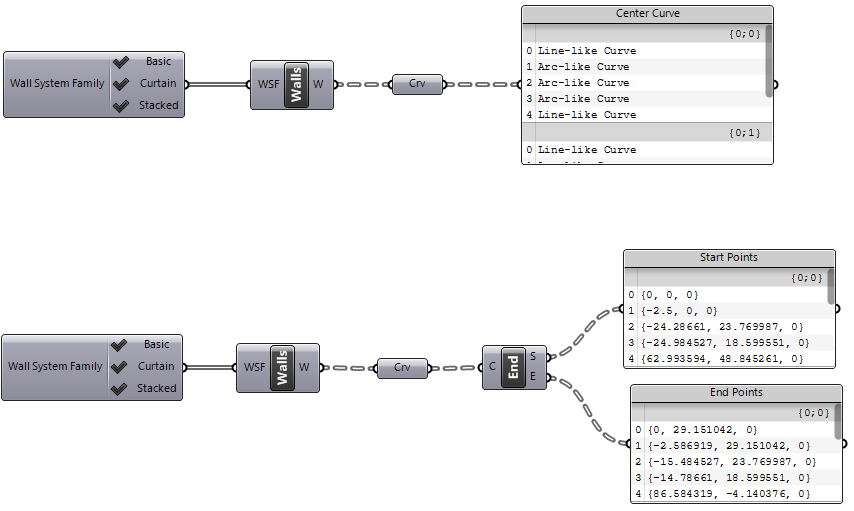 Center Curve
{0;0}
0 Line-like Curve
1 Arc-like Curve
2 Arc-like Curve
3 Arc-like Curve
4 Line-like Curve
{0;1}
0 Line-like Curve
Wall System Family
Basic
Curtain
Stacked
WSF Walls W
Crv
Start Points
{0;0}
0 {0, 0, 0}
1 {-2.5, 0, 0}
2 {-24.28661, 23.769987, 0}
3 {-24.984527, 18.599551, 0}
4 {62.993594, 48.845261, 0}
Wall System Family
Basic
Curtain
Stacked
WSF Walls W
Crv
C End S E
End Points
{0;0}
0 {0, 29.151042, 0}
1 {-2.586919, 29.151042, 0}
2 {-15.484527, 23.769987, 0}
3 {-14.78661, 18.599551, 0}
4 {86.584319, -4.140376, 0}